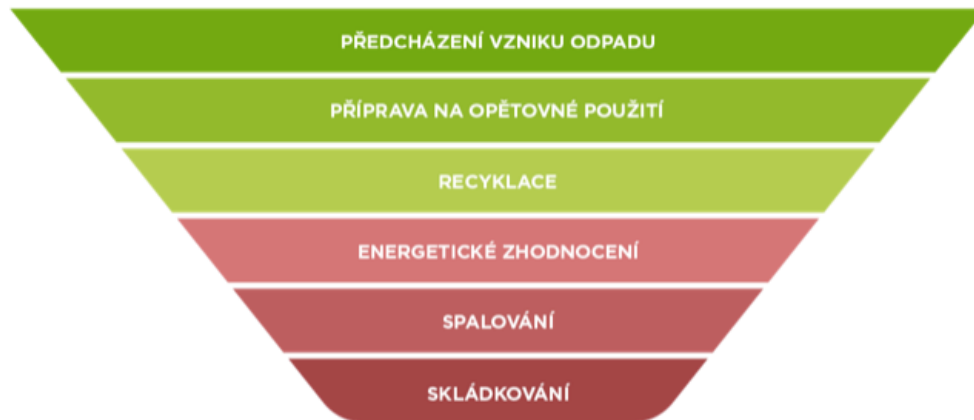 PŘEDCHÁZENÍ VZNIKU ODPADU
PŘÍPRAVA NA OPĚTOVNÉ POUŽITÍ
RECYKLACE
ENERGETICKÉ ZHODNOCENÍ
SPALOVÁNÍ
SKLÁDKOVÁNÍ